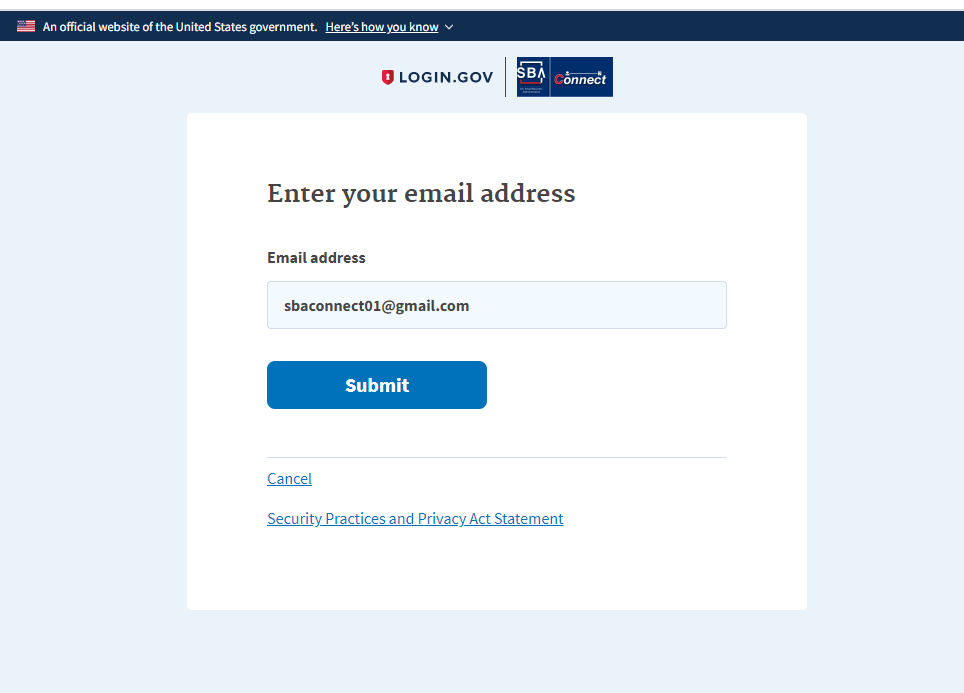 An official website of the United States government. Here's how you know
LOGIN.GOV
SBA
Connect
Enter your email address
Email address
sbaconnect01@gmail.com
Submit
Cancel
Security Practices and Privacy Act Statement